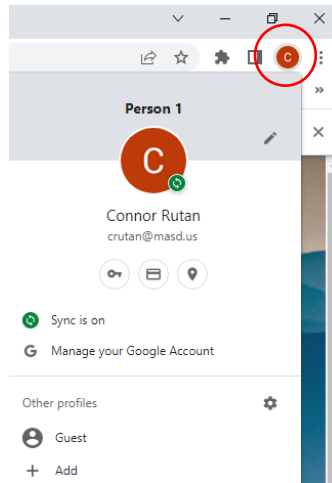 C
Person 1
C
Connor Rutan
crutan@masd.us
Sync is on
G Manage your Google Account
Other profiles
Guest
+ Add